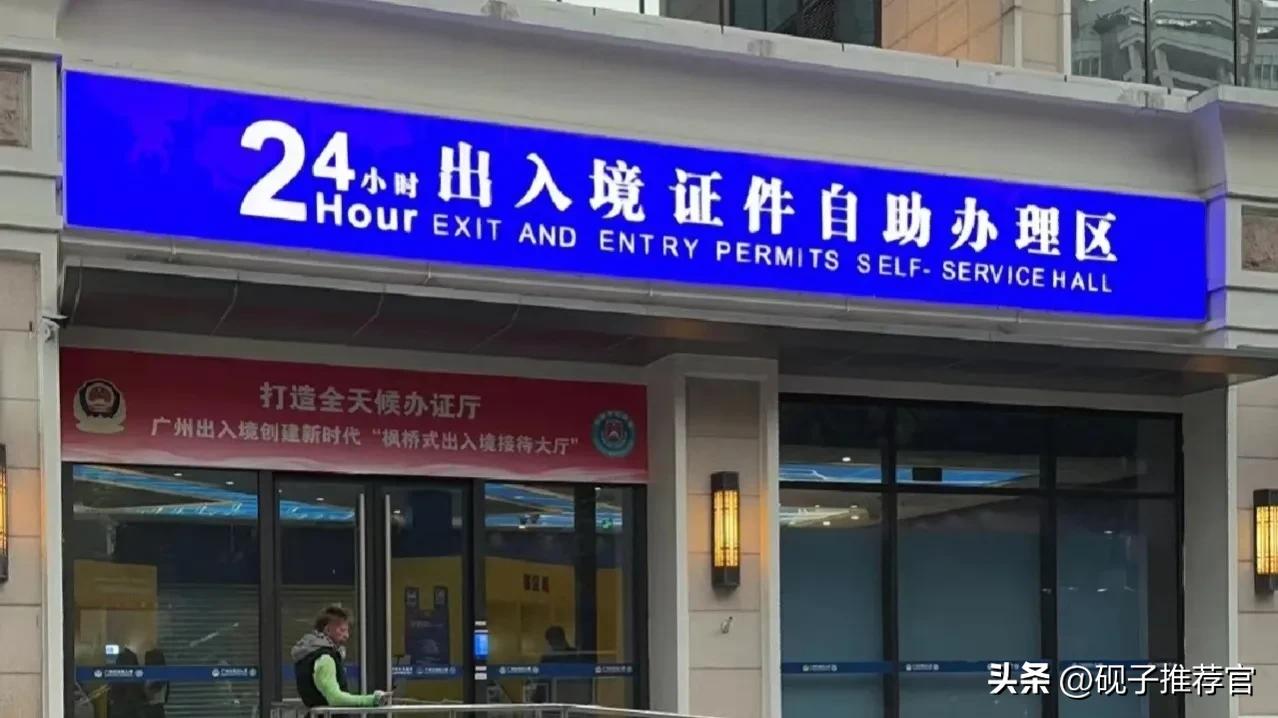 24小时 出入境证件自助办理区
Hour EXIT AND ENTRY PERMITS SELF- SERVICE HALL
打造全天候办证厅
广州出入境创建新时代“枫桥式出入境接待大厅”
头条 @砚子推荐官